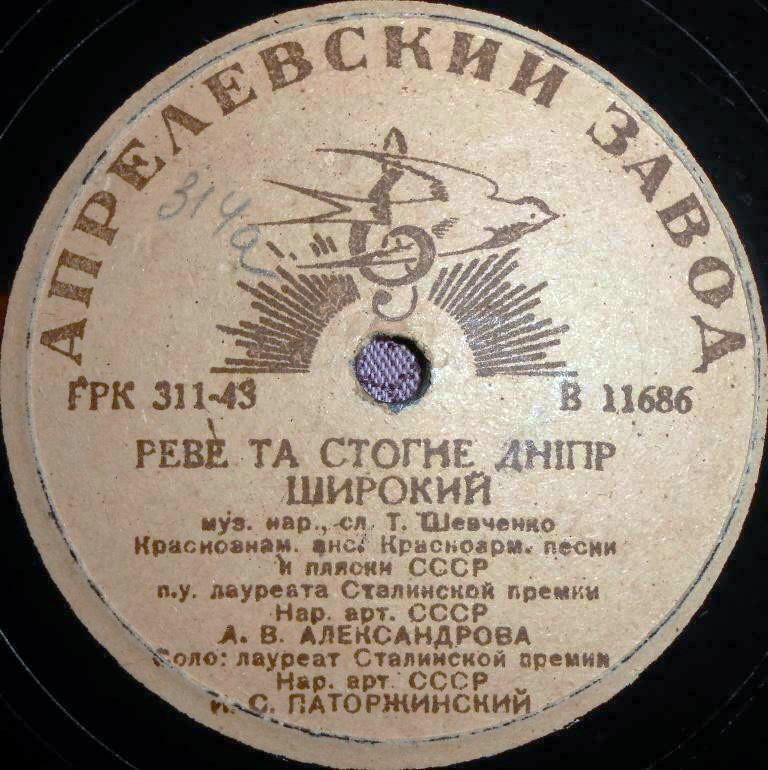 АПРЕЛЕВСКИЙ ЗАВОД
314а
ГРК 311-43
В 11686
РЕВЕ ТА СТОГНЕ ДНІПР
ШИРОКИЙ
муз. нар., сл. Т. Шевченко
Краснознам. анс. Красноарм. песни
и пляски СССР
п.у. лауреата Сталинской премии
Нар. арт. СССР
А. В. АЛЕКСАНДРОВА
Соло: лауреат Сталинской премии
Нар. арт. СССР
И. С. ПАТОРЖИНСКИЙ